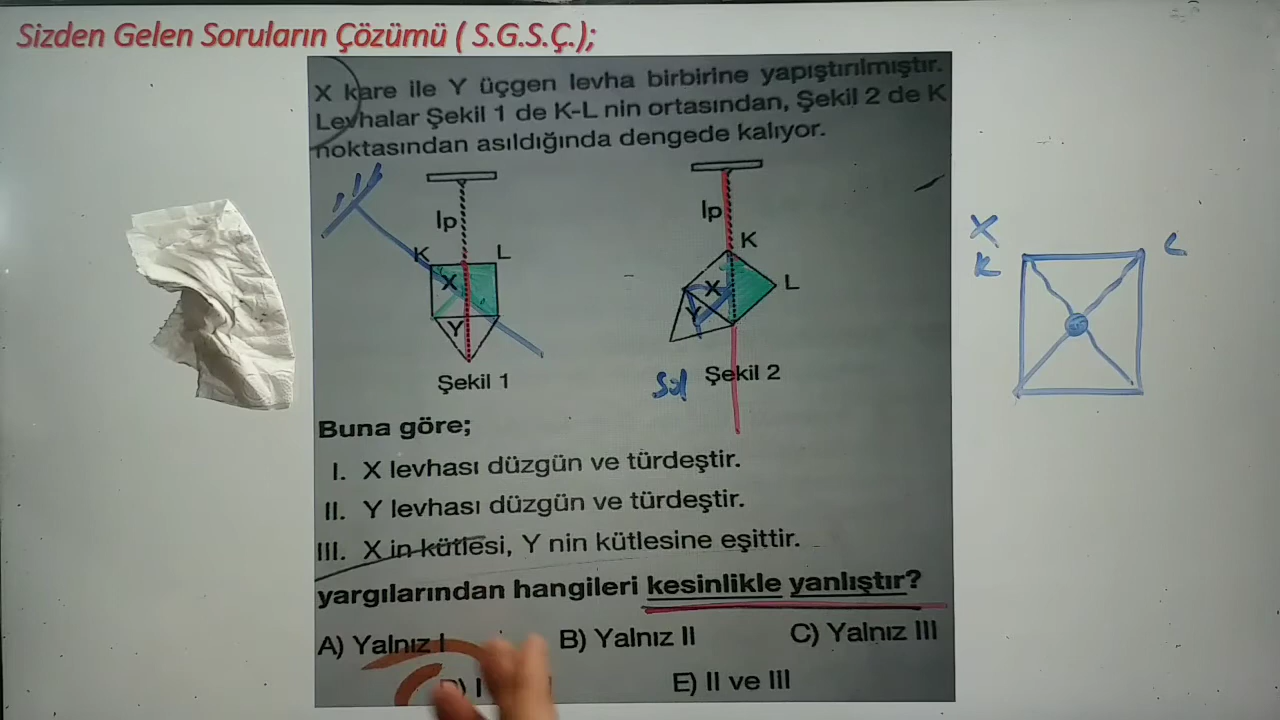 Sizden Gelen Soruların Çözümü ( S.G.S.Ç.);
X kare ile Y üçgen levha birbirine yapıştırılmıştır.
Levhalar Şekil 1 de K-L nin ortasından, Şekil 2 de K
noktasından asıldığında dengede kalıyor.
İp
K
L
X
Y
Şekil 1
İp
K
X
L
Y
Sol
Şekil 2
X
K
L
Buna göre;
I. X levhası düzgün ve türdeştir.
II. Y levhası düzgün ve türdeştir.
III. X in kütlesi, Y nin kütlesine eşittir.
yargılarından hangileri kesinlikle yanlıştır?
A) Yalnız I
B) Yalnız II
C) Yalnız III
E) II ve III